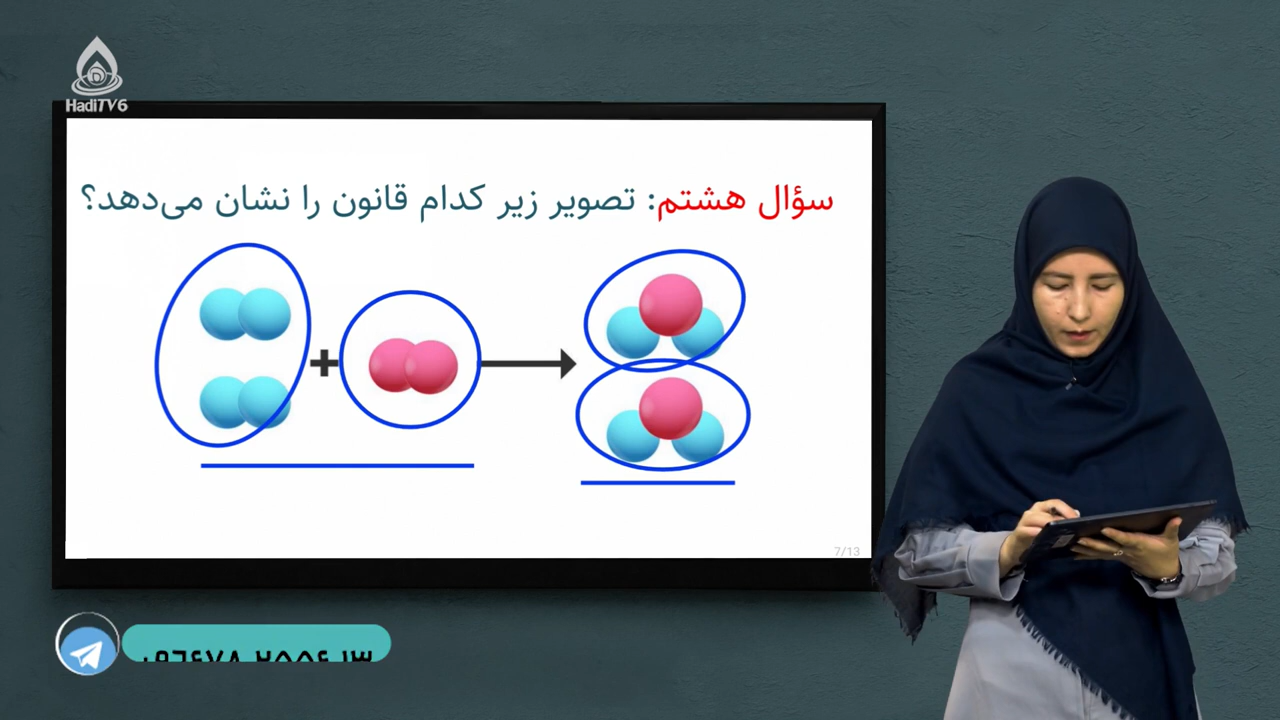 HadiTV6
سؤال هشتم: تصویر زیر کدام قانون را نشان می‌دهد؟
+
7/13